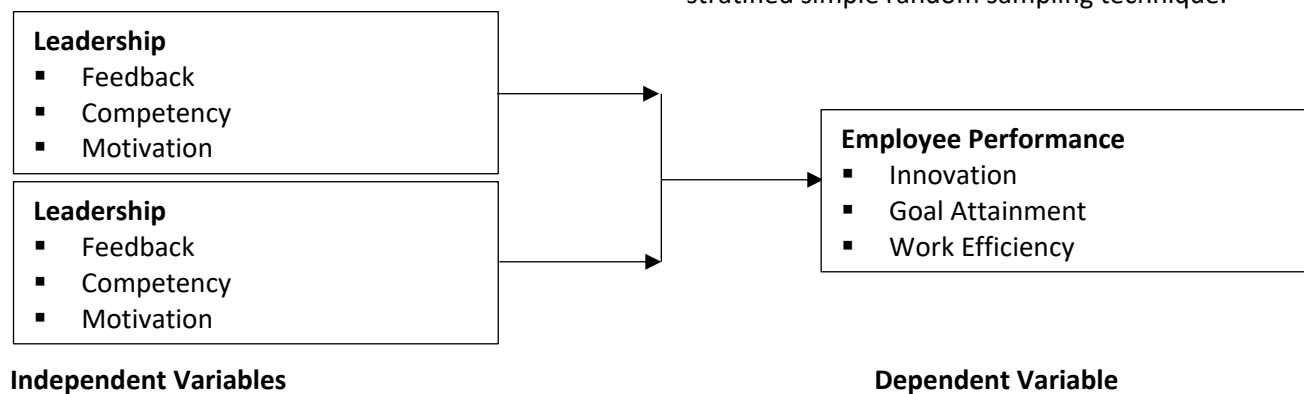 stratified simple random sampling technique.
Leadership
▪ Feedback
▪ Competency
▪ Motivation
Leadership
▪ Feedback
▪ Competency
▪ Motivation
Employee Performance
▪ Innovation
▪ Goal Attainment
▪ Work Efficiency
Independent Variables
Dependent Variable